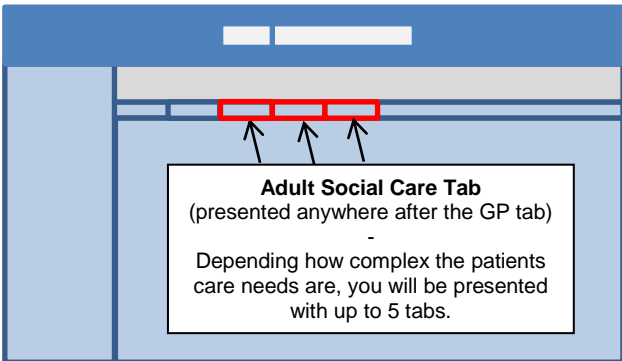 Adult Social Care Tab
(presented anywhere after the GP tab)
-
Depending how complex the patients
care needs are, you will be presented
with up to 5 tabs.